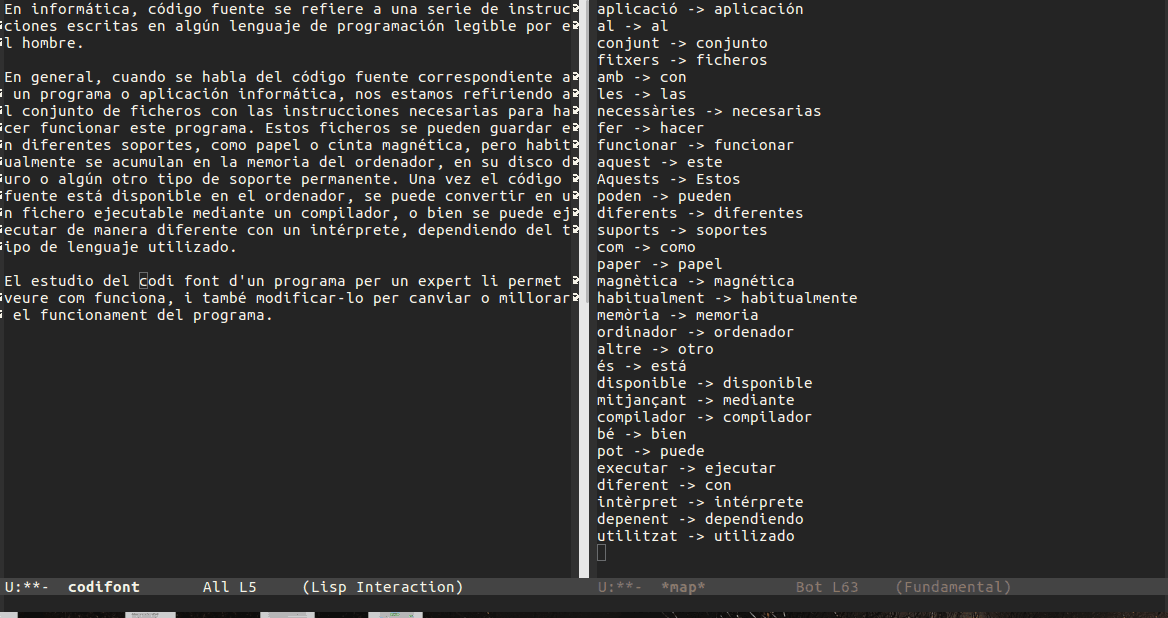 En informática, código fuente se refiere a una serie de instruc
ciones escritas en algún lenguaje de programación legible por e
l hombre.
En general, cuando se habla del código fuente correspondiente a
 un programa o aplicación informática, nos estamos refiriendo a
l conjunto de ficheros con las instrucciones necesarias para ha
cer funcionar este programa. Estos ficheros se pueden guardar e
n diferentes soportes, como papel o cinta magnética, pero habit
ualmente se acumulan en la memoria del ordenador, en su disco d
uro o algún otro tipo de soporte permanente. Una vez el código
fuente está disponible en el ordenador, se puede convertir en u
n fichero ejecutable mediante un compilador, o bien se puede ej
ecutar de manera diferente con un intérprete, dependiendo del t
ipo de lenguaje utilizado.
El estudio del codi font d'un programa per un expert li permet
veure com funciona, i també modificar-lo per canviar o millorar
 el funcionament del programa.
U:**-  codifont       All L5     (Lisp Interaction)
aplicació -> aplicación
al -> al
conjunt -> conjunto
fitxers -> ficheros
amb -> con
les -> las
necessàries -> necesarias
fer -> hacer
funcionar -> funcionar
aquest -> este
Aquests -> Estos
poden -> pueden
diferents -> diferentes
suports -> soportes
com -> como
paper -> papel
magnètica -> magnética
habitualment -> habitualmente
memòria -> memoria
ordinador -> ordenador
altre -> otro
és -> está
disponible -> disponible
mitjançant -> mediante
compilador -> compilador
bé -> bien
pot -> puede
executar -> ejecutar
diferent -> con
intèrpret -> intérprete
depenent -> dependiendo
utilitzat -> utilizado
U:**-  *map*          Bot L63    (Fundamental)